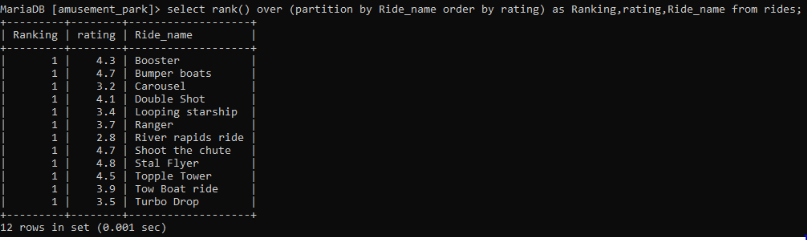 MariaDB [amusement_park]> select rank() over (partition by Ride_name order by rating) as Ranking,rating,Ride_name from rides;
+---------+--------+-------------------+
| Ranking | rating | Ride_name         |
+---------+--------+-------------------+
|       1 |    4.3 | Booster           |
|       1 |    4.7 | Bumper boats      |
|       1 |    3.2 | Carousel          |
|       1 |    4.1 | Double Shot       |
|       1 |    3.4 | Looping starship  |
|       1 |    3.7 | Ranger            |
|       1 |    2.8 | River rapids ride |
|       1 |    4.7 | Shoot the chute   |
|       1 |    4.8 | Stal Flyer        |
|       1 |    4.5 | Topple Tower      |
|       1 |    3.9 | Tow Boat ride     |
|       1 |    3.5 | Turbo Drop        |
+---------+--------+-------------------+
12 rows in set (0.001 sec)